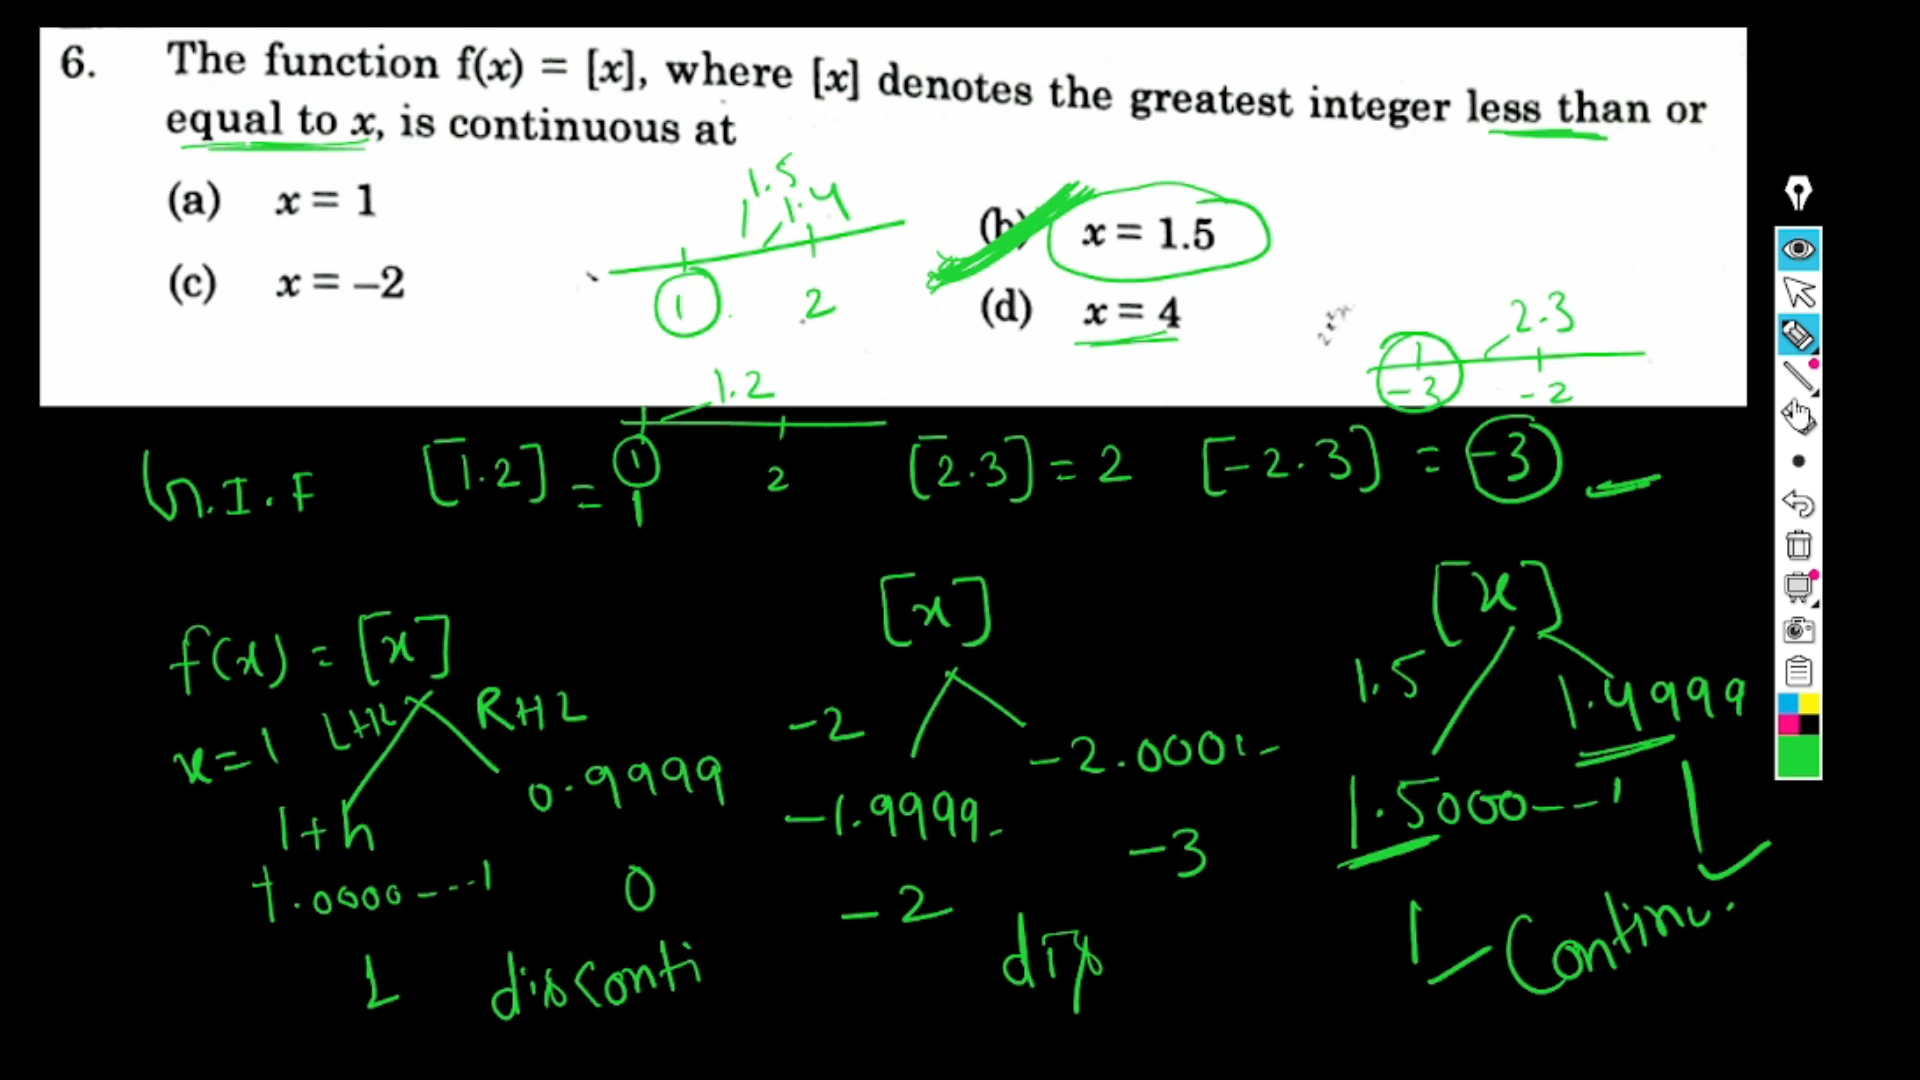 6. The function f(x) = [x], where [x] denotes the greatest integer less than or
equal to x, is continuous at
(a) x = 1
(b) x = 1.5
(c) x = –2
(d) x = 4
1.5
1.4
1 2
2.3
-3 -2
1.2
1 2
G.I.F [1.2] = 1 [2.3] = 2 [-2.3] = -3
f(x) = [x]
x=1 LHL RHL
1+h 0.9999
1.0000---1 0
1 disconti
[x]
-2
-1.9999- -2.0001-
-2 -3
dis
[x]
1.5
1.5000---1 1.4999
1 1
Continu.